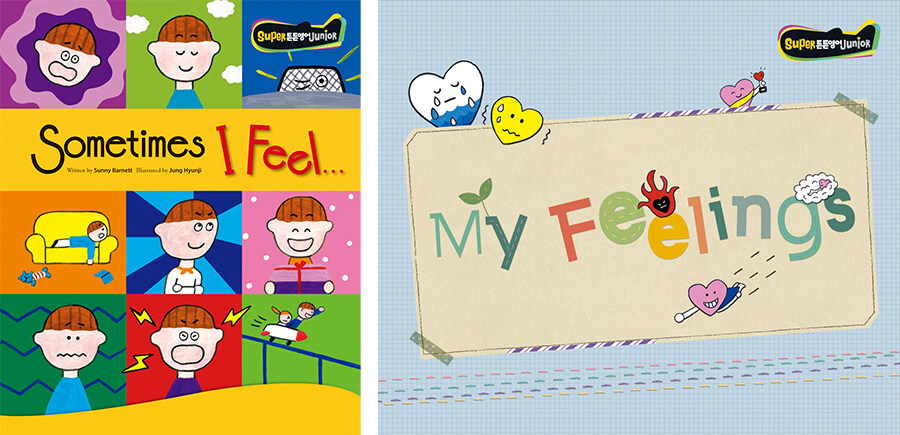 Super 튼튼영어 Junior
Sometimes I Feel...
Written by Sunny Barnett Illustrated by Jung Hyunji
Super 튼튼영어 Junior
My Feelings